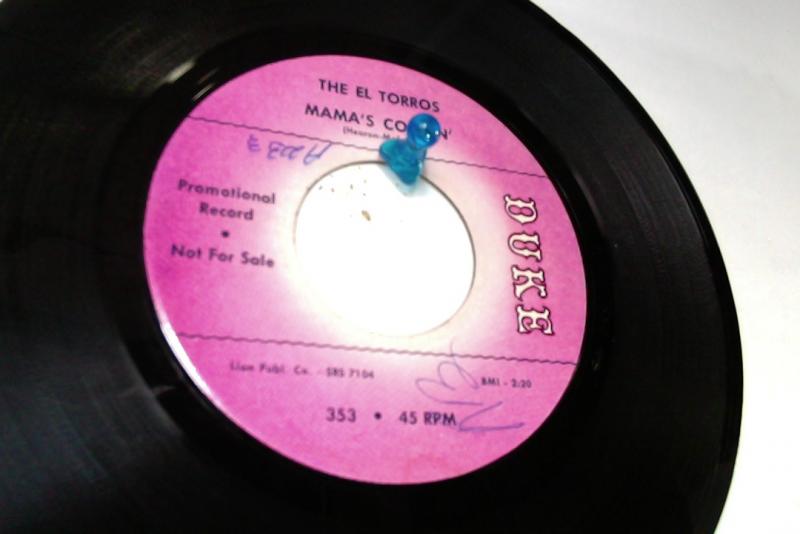 THE EL TORROS
MAMA'S
Promotional
Record
•
Not For Sale
DUKE
Lion Publ. Co. - SRS 7104
BMI - 2:20
353 • 45 RPM